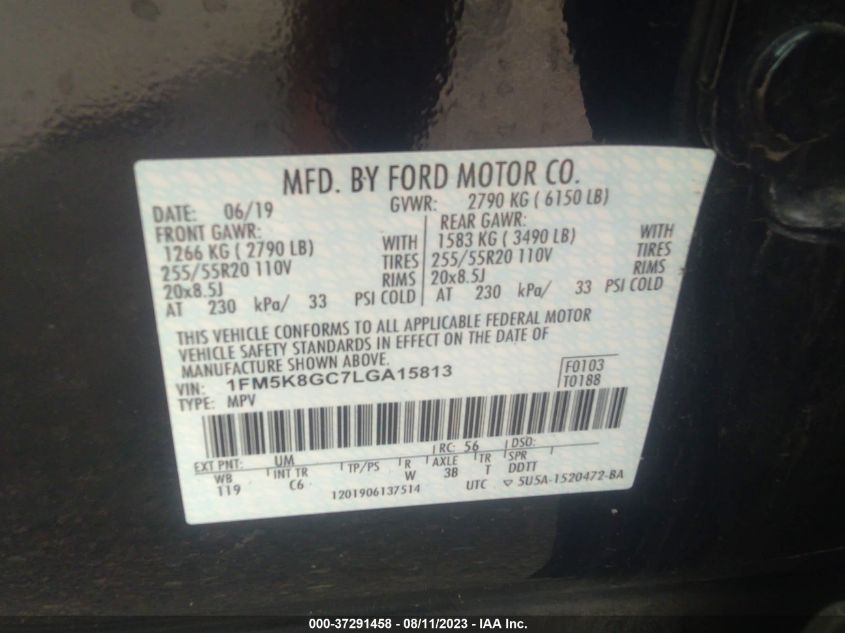 MFD. BY FORD MOTOR CO.
DATE: 06/19 GVWR: 2790 KG ( 6150 LB)
FRONT GAWR: REAR GAWR:
1266 KG ( 2790 LB) WITH 1583 KG ( 3490 LB) WITH
255/55R20 110V TIRES 255/55R20 110V TIRES
20x8.5J RIMS 20x8.5J RIMS
AT 230 kPa/ 33 PSI COLD AT 230 kPa/ 33 PSI COLD
THIS VEHICLE CONFORMS TO ALL APPLICABLE FEDERAL MOTOR
VEHICLE SAFETY STANDARDS IN EFFECT ON THE DATE OF
MANUFACTURE SHOWN ABOVE.
VIN: 1FM5K8GC7LGA15813 F0103
TYPE: MPV T0188
EXT PNT: UM RC: 56 DSO:
WB INT TR TP/PS R AXLE TR SPR
119 C6 W 3B T DDTT
1201906137514 UTC ▽ 5U5A-1520472-BA
000-37291458 - 08/11/2023 - IAA Inc.